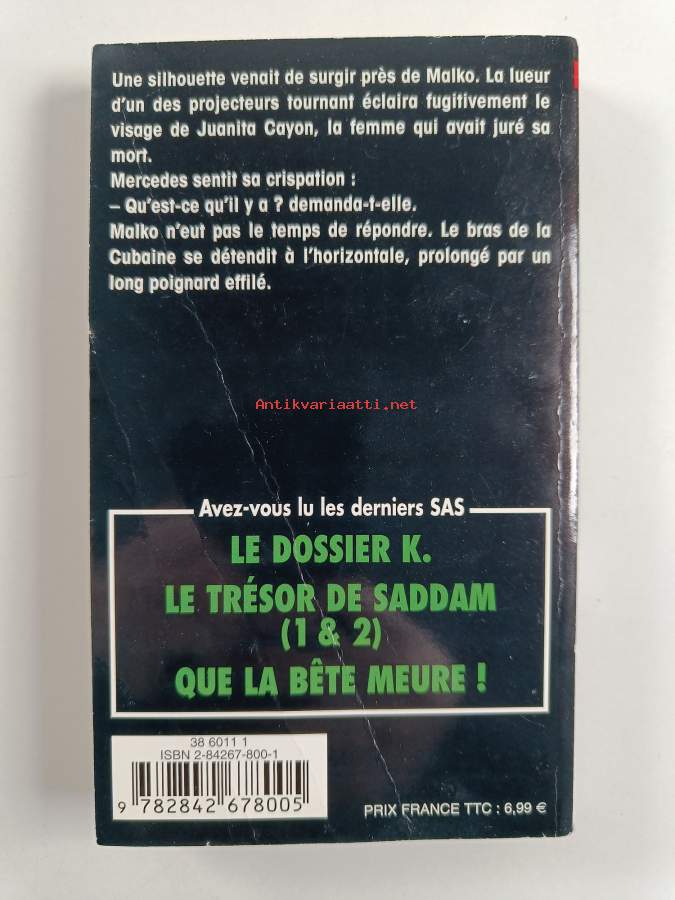 Une silhouette venait de surgir près de Malko. La lueur
d'un des projecteurs tournant éclaira fugitivement le
visage de Juanita Cayon, la femme qui avait juré sa
mort.
Mercedes sentit sa crispation :
– Qu'est-ce qu'il y a ? demanda-t-elle.
Malko n'eut pas le temps de répondre. Le bras de la
Cubaine se détendit à l'horizontale, prolongé par un
long poignard effilé.
Antikvariaatti.net
Avez-vous lu les derniers SAS
LE DOSSIER K.
LE TRÉSOR DE SADDAM
(1 & 2)
QUE LA BÊTE MEURE !
38 6011 1
ISBN 2-84267-800-1
9 782842 678005
PRIX FRANCE TTC : 6,99 €